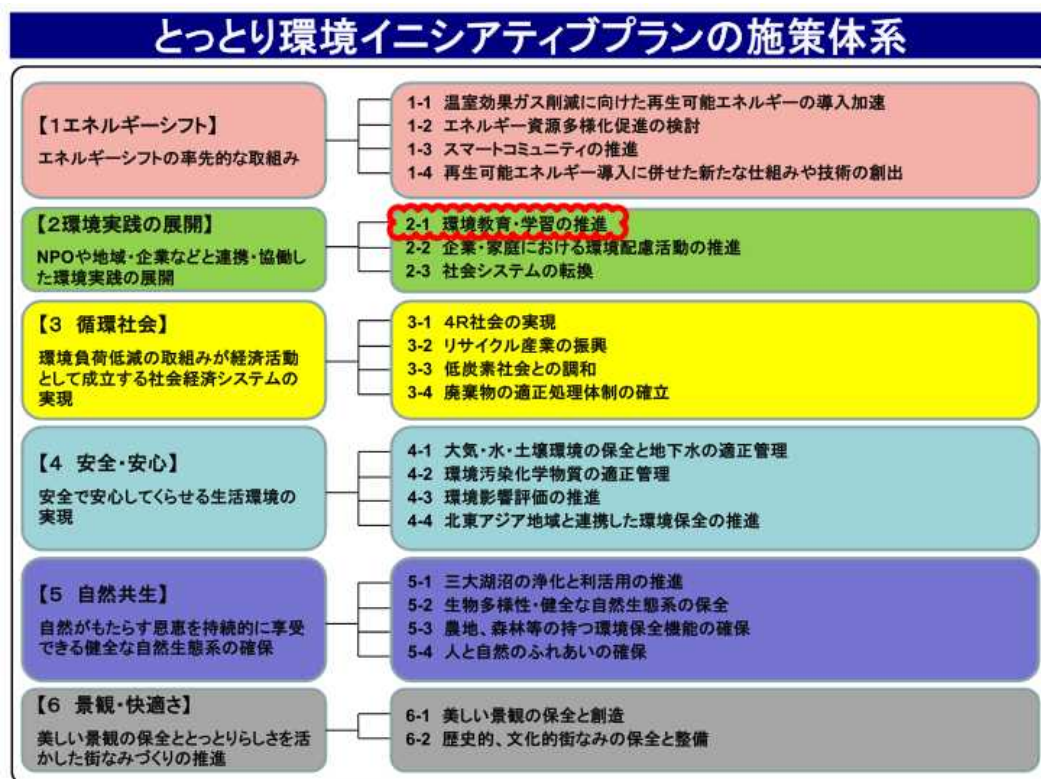 とっとり環境イニシアティブプランの施策体系
【1エネルギーシフト】
エネルギーシフトの率先的な取組み
1-1 温室効果ガス削減に向けた再生可能エネルギーの導入加速
1-2 エネルギー資源多様化促進の検討
1-3 スマートコミュニティの推進
1-4 再生可能エネルギー導入に併せた新たな仕組みや技術の創出
【2環境実践の展開】
NPOや地域・企業などと連携・協働し
た環境実践の展開
2-1 環境教育・学習の推進
2-2 企業・家庭における環境配慮活動の推進
2-3 社会システムの転換
【3 循環社会】
環境負荷低減の取組みが経済活動
として成立する社会経済システムの
実現
3-1 4R社会の実現
3-2 リサイクル産業の振興
3-3 低炭素社会との調和
3-4 廃棄物の適正処理体制の確立
【4 安全・安心】
安全で安心してくらせる生活環境の
実現
4-1 大気・水・土壌環境の保全と地下水の適正管理
4-2 環境汚染化学物質の適正管理
4-3 環境影響評価の推進
4-4 北東アジア地域と連携した環境保全の推進
【5 自然共生】
自然がもたらす恩恵を持続的に享受
できる健全な自然生態系の確保
5-1 三大湖沼の浄化と利活用の推進
5-2 生物多様性・健全な自然生態系の保全
5-3 農地、森林等の持つ環境保全機能の確保
5-4 人と自然のふれあいの確保
【6 景観・快適さ】
美しい景観の保全ととっとりらしさを活
かした街なみづくりの推進
6-1 美しい景観の保全と創造
6-2 歴史的、文化的街なみの保全と整備